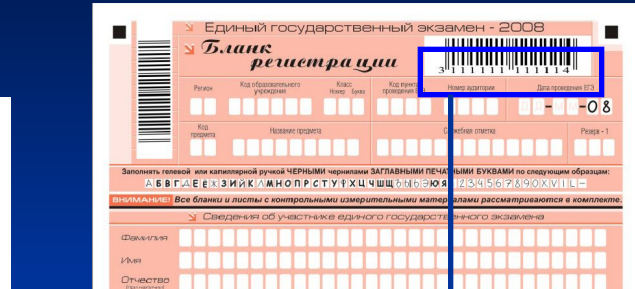 Единый государственный экзамен - 2008
Бланк
регистрации
3 111111 111114
Регион
Код образовательного учреждения
Класс
Номер Буква
Код пункта проведения ЕГЭ
Номер аудитории
Дата проведения ЕГЭ
-08
Код предмета
Название предмета
Служебная отметка
Резерв - 1
Заполнять гелевой или капиллярной ручкой ЧЕРНЫМИ чернилами ЗАГЛАВНЫМИ ПЕЧАТНЫМИ БУКВАМИ по следующим образцам:
АБВГДЕЁЖЗИЙКЛМНОПРСТУФХЦЧШЩЪЫЬЭЮЯ1234567890XVIL-
ВНИМАНИЕ! Все бланки и листы с контрольными измерительными материалами рассматриваются в комплекте.
Сведения об участнике единого государственного экзамена
Фамилия
Имя
Отчество